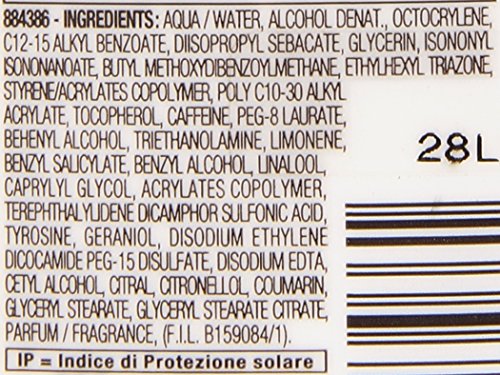 884386 - INGREDIENTS: AQUA / WATER, ALCOHOL DENAT., OCTOCRYLENE,
C12-15 ALKYL BENZOATE, DIISOPROPYL SEBACATE, GLYCERIN, ISONONYL
ISONONANOATE, BUTYL METHOXYDIBENZOYLMETHANE, ETHYLHEXYL TRIAZONE,
STYRENE/ACRYLATES COPOLYMER, POLY C10-30 ALKYL
ACRYLATE, TOCOPHEROL, CAFFEINE, PEG-8 LAURATE,
BEHENYL ALCOHOL, TRIETHANOLAMINE, LIMONENE,
BENZYL SALICYLATE, BENZYL ALCOHOL, LINALOOL,
CAPRYLYL GLYCOL, ACRYLATES COPOLYMER,
TEREPHTHALYLIDENE DICAMPHOR SULFONIC ACID,
TYROSINE, GERANIOL, DISODIUM ETHYLENE
DICOCAMIDE PEG-15 DISULFATE, DISODIUM EDTA,
CETYL ALCOHOL, CITRAL, CITRONELLOL, COUMARIN,
GLYCERYL STEARATE, GLYCERYL STEARATE CITRATE,
PARFUM / FRAGRANCE, (F.I.L. B159084/1).
IP = Indice di Protezione solare
28L